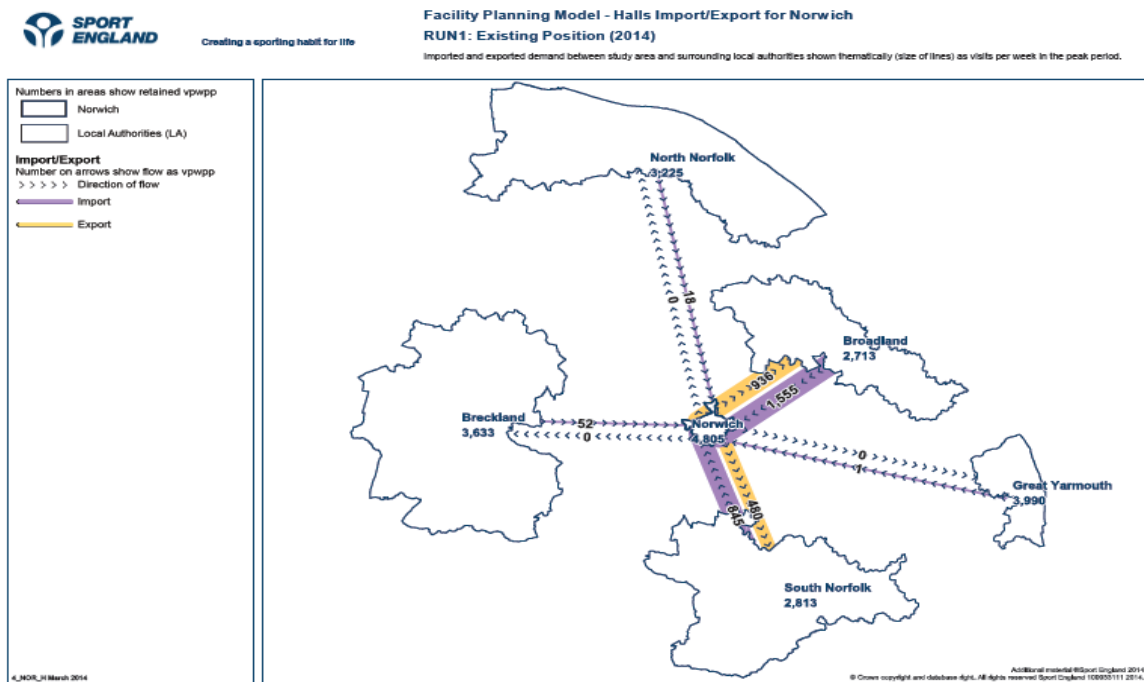 SPORT
ENGLAND
Creating a sporting habit for life
Facility Planning Model - Halls Import/Export for Norwich
RUN1: Existing Position (2014)
Imported and exported demand between study area and surrounding local authorities shown thematically (size of lines) as visits per week in the peak period.
Numbers in areas show retained vpwpp
Norwich
Local Authorities (LA)
Import/Export
Number on arrows show flow as vpwpp
Direction of flow
Import
Export
North Norfolk
3,225
0
18
Broadland
2,713
936
1,555
Breckland
3,633
52
0
Norwich
4,805
0
1
Great Yarmouth
3,990
845
480
South Norfolk
2,813
4_NOR_H March 2014
Additional material©Sport England 2014
© Crown copyright and database right. All rights reserved Sport England 100033111 2014.